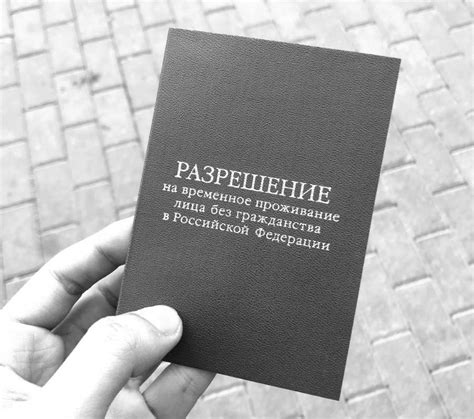 РАЗРЕШЕНИЕ
на временное проживание
лица без гражданства
в Российской Федерации